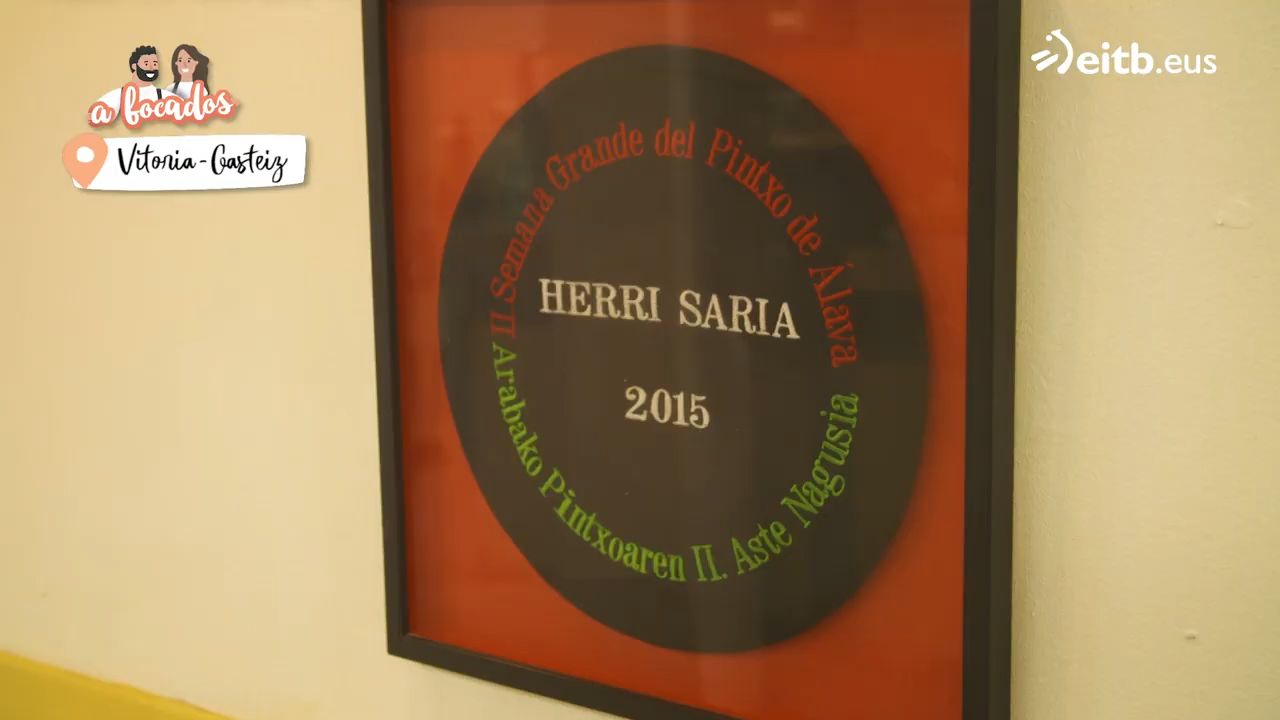 a bocados
Vitoria-Gasteiz
eitb.eus
II Semana Grande del Pintxo de Álava
HERRI SARIA
2015
Arabako Pintxoaren II. Aste Nagusia